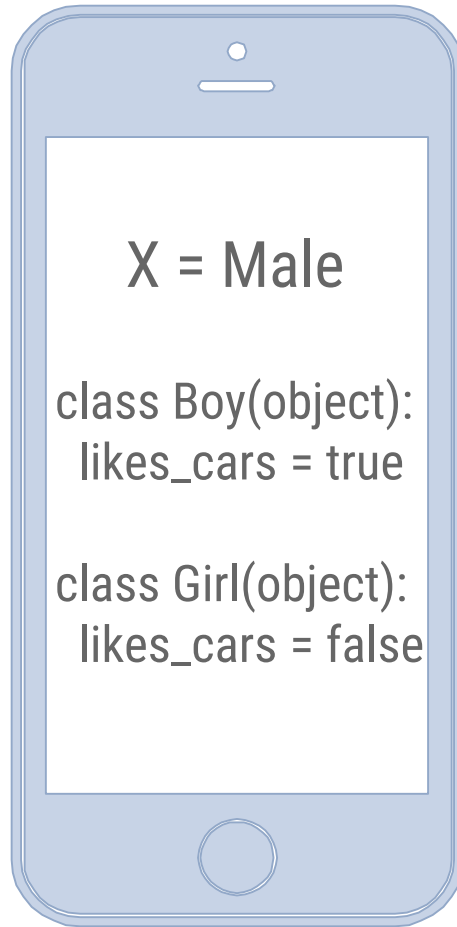 X = Male
class Boy(object):
likes_cars = true
class Girl(object):
likes_cars = false